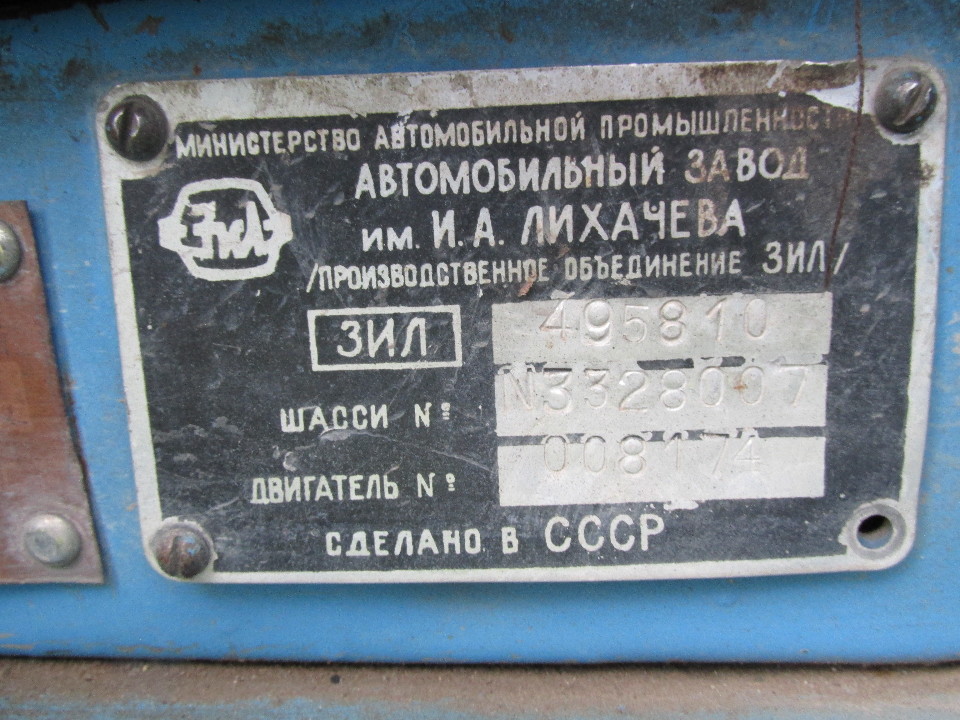 МИНИСТЕРСТВО АВТОМОБИЛЬНОЙ ПРОМЫШЛЕННОСТИ
АВТОМОБИЛЬНЫЙ ЗАВОД
ЗИЛ
ИМ. И. А. ЛИХАЧЕВА
/ПРОИЗВОДСТВЕННОЕ ОБЪЕДИНЕНИЕ ЗИЛ/
ЗИЛ 495810
ШАССИ № N3328007
ДВИГАТЕЛЬ № 008174
СДЕЛАНО В СССР